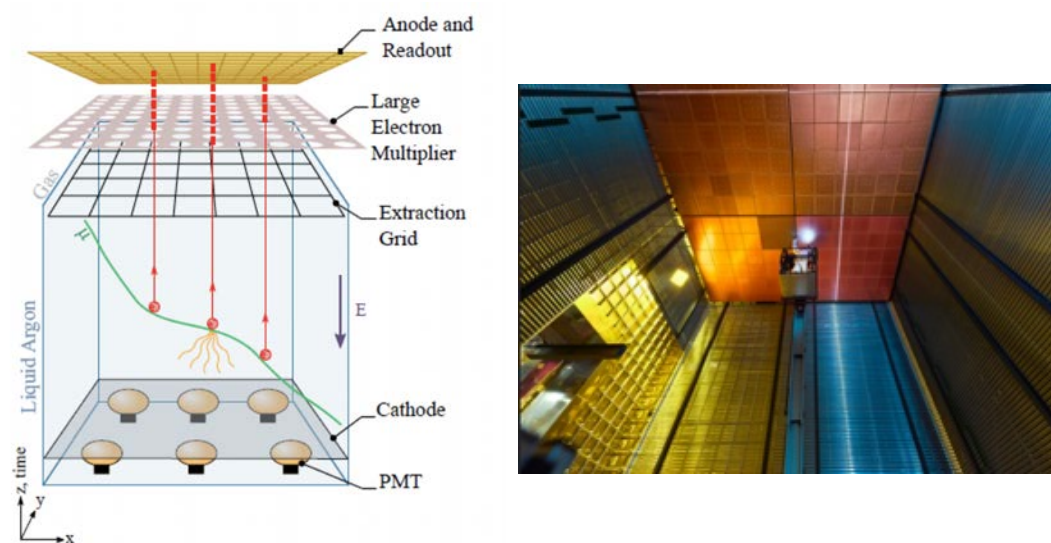 Anode and
Readout
Large
Electron
Multiplier
Gas
Extraction
Grid
μ
E
Liquid Argon
Cathode
PMT
z, time
y
x